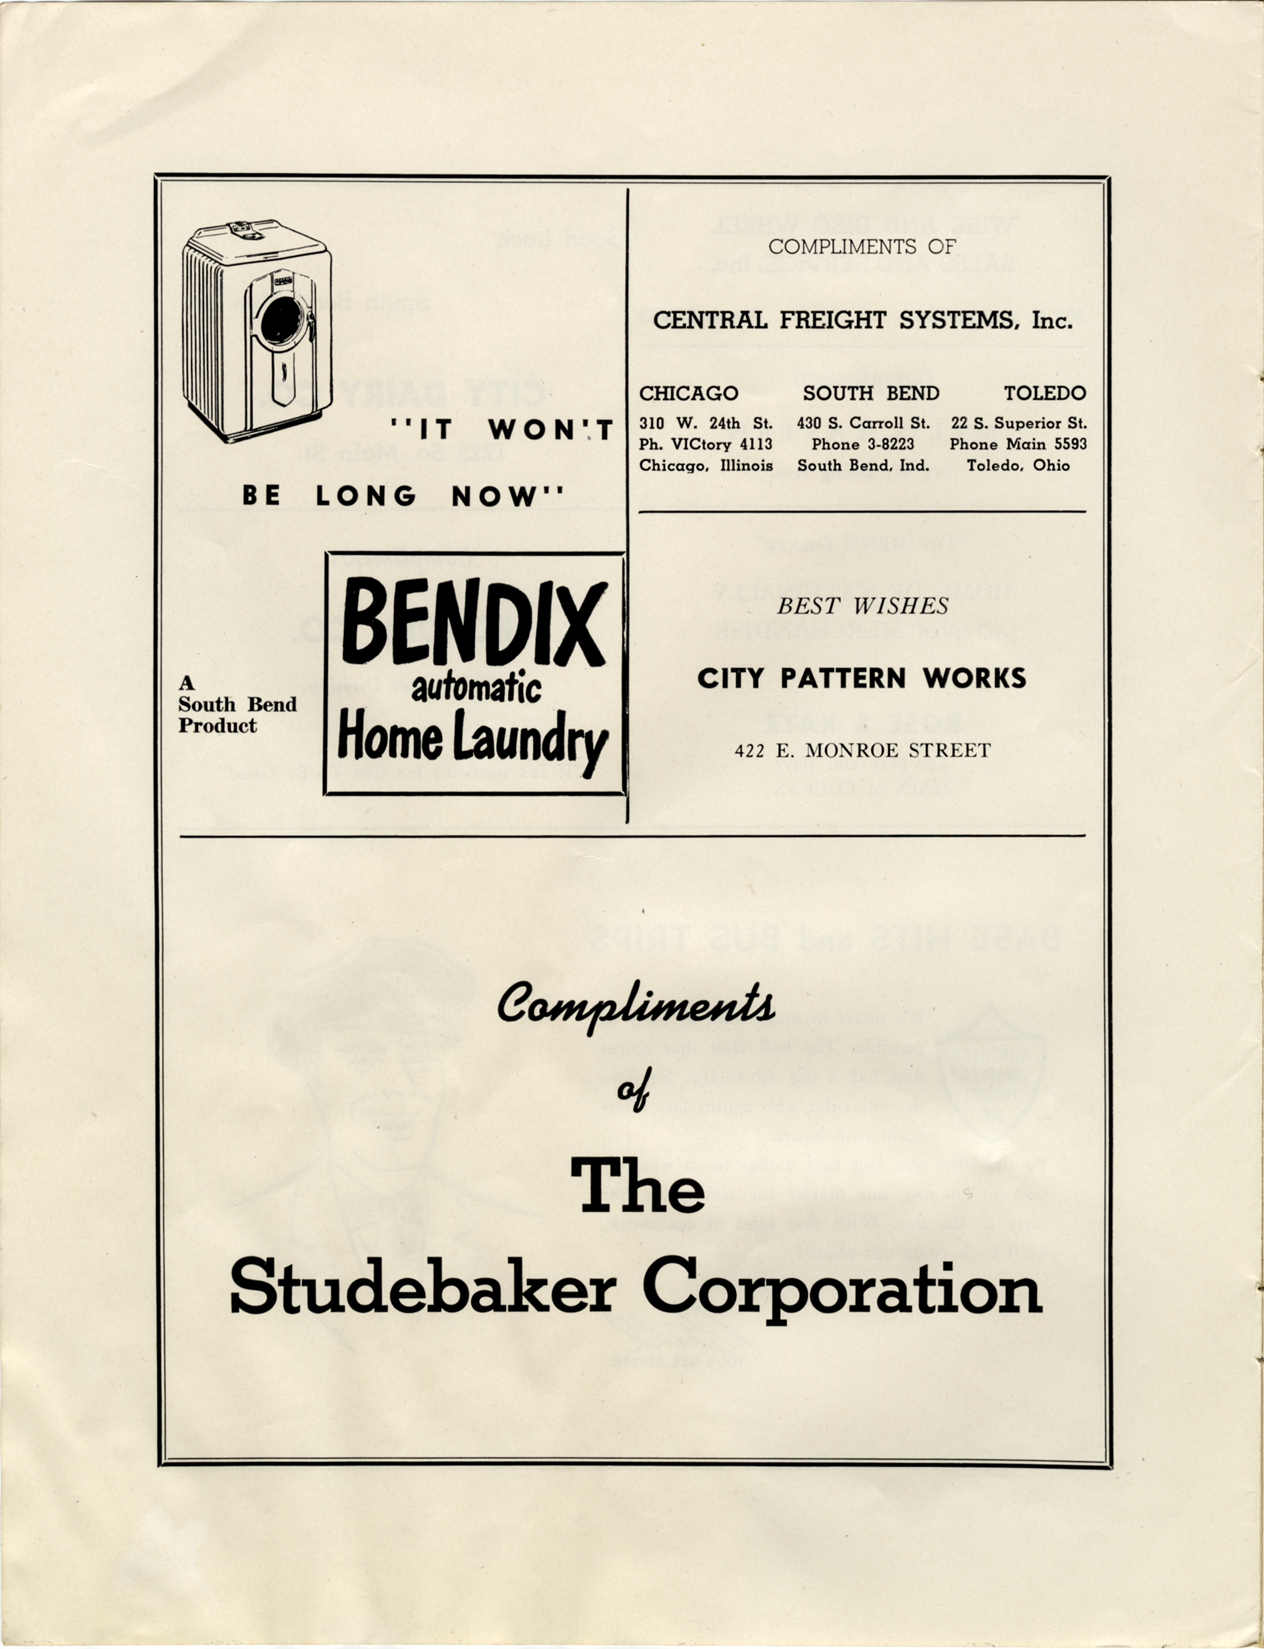 "IT WON'T
BE LONG NOW"
BENDIX
automatic
Home Laundry
A
South Bend
Product
COMPLIMENTS OF
CENTRAL FREIGHT SYSTEMS, Inc.
CHICAGO SOUTH BEND TOLEDO
310 W. 24th St. 430 S. Carroll St. 22 S. Superior St.
Ph. VICtory 4113 Phone 3-8223 Phone Main 5593
Chicago, Illinois South Bend, Ind. Toledo, Ohio
BEST WISHES
CITY PATTERN WORKS
422 E. MONROE STREET
Compliments
of
The
Studebaker Corporation